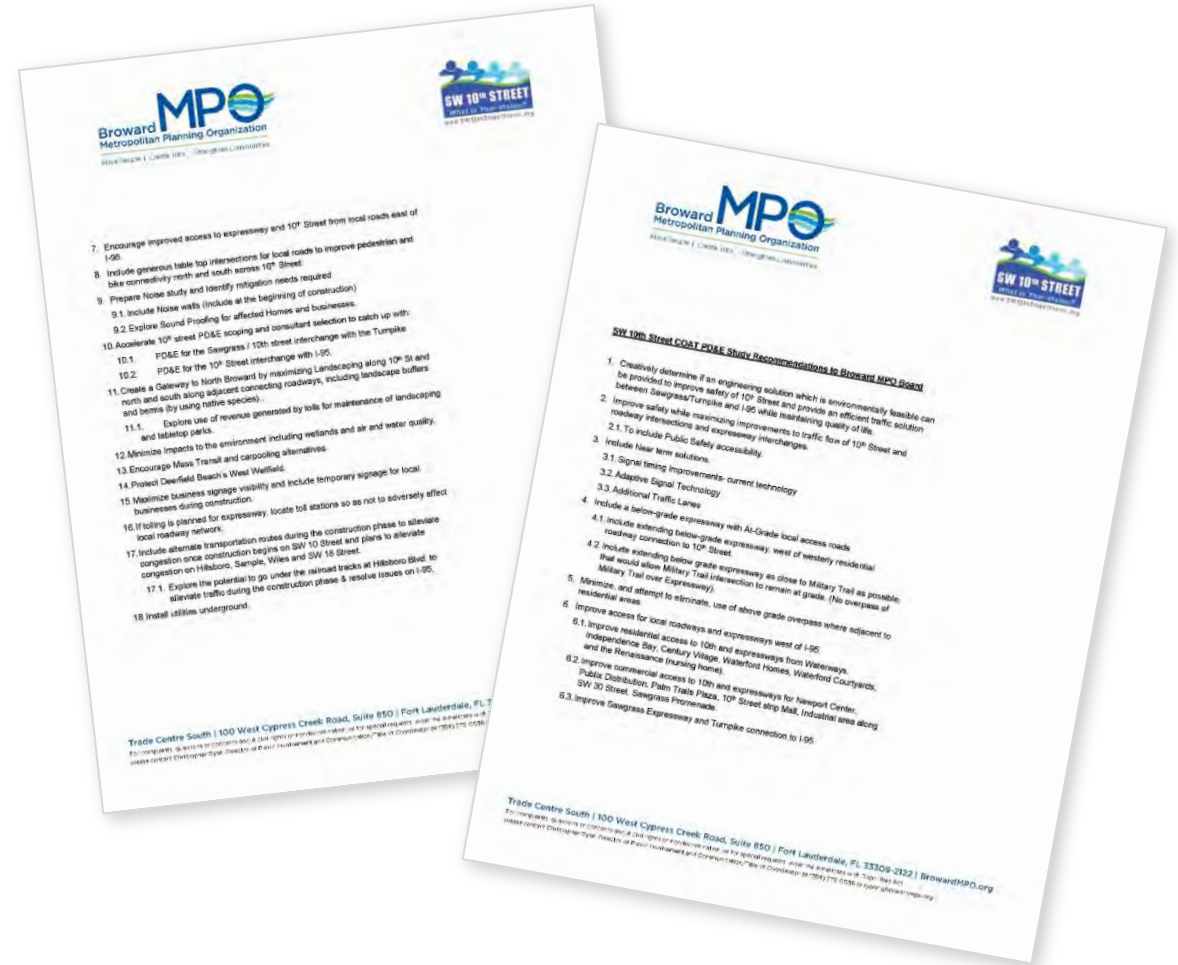 Broward MPO
Metropolitan Planning Organization
SW 10TH STREET
What is Your Vision?
7. Encourage improved access to expressway and 10th Street from local roads east of
I-95.
8. Include generous table top intersections for local roads to improve pedestrian and
bike connectivity north and south across 10th Street.
9. Prepare Noise study and Identify mitigation needs required
9.1. Include Noise walls (include at the beginning of construction)
9.2. Explore Sound Proofing for affected Homes and businesses.
10. Accelerate 10th street PD&E scoping and consultant selection to catch up with:
10.1. PD&E for the Sawgrass / 10th street interchange with the Turnpike
10.2. PD&E for the 10th Street interchange with I-95.
11. Create a Gateway to North Broward by maximizing Landscaping along 10th St and
north and south along adjacent connecting roadways, including landscape buffers
and berms (by using native species)..
11.1. Explore use of revenue generated by tolls for maintenance of landscaping
and tabletop parks.
12. Minimize Impacts to the environment including wetlands and air and water quality.
13. Encourage Mass Transit and carpooling alternatives
14. Protect Deerfield Beach's West Wellfield.
15. Maximize business signage visibility and include temporary signage for local
businesses during construction.
16. If tolling is planned for expressway, locate toll stations so as not to adversely affect
local roadway network.
17. Include alternate transportation routes during the construction phase to alleviate
congestion once construction begins on SW 10 Street and plans to alleviate
congestion on Hillsboro, Sample, Wiles and SW 18 Street.
17.1. Explore the potential to go under the railroad tracks at Hillsboro Blvd. to
alleviate traffic during the construction phase & resolve issues on I-95.
18. Install utilities underground.
Trade Centre South | 100 West Cypress Creek Road, Suite 850 | Fort Lauderdale, FL 3
Broward MPO
Metropolitan Planning Organization
SW 10TH STREET
What is Your Vision?
SW 10th Street COAT PD&E Study Recommendations to Broward MPO Board
1. Creatively determine if an engineering solution which is environmentally feasible can
be provided to improve safety of 10th Street and provide an efficient traffic solution
between Sawgrass/Turnpike and I-95 while maintaining quality of life.
2. Improve safety while maximizing improvements to traffic flow of 10th Street and
roadway intersections and expressway interchanges.
2.1. To include Public Safely accessibility.
3. Include Near term solutions.
3.1. Signal timing Improvements- current technology
3.2. Adaptive Signal Technology
3.3. Additional Traffic Lanes
4. Include a below-grade expressway with At-Grade local access roads
4.1. Include extending below-grade expressway, west of westerly residential
roadway connection to 10th Street.
4.2. Include extending below grade expressway as close to Military Trail as possible,
that would allow Military Trail intersection to remain at grade. (No overpass of
Military Trail over Expressway).
5. Minimize, and attempt to eliminate, use of above grade overpass where adjacent to
residential areas
6. Improve access for local roadways and expressways west of I-95
6.1. Improve residential access to 10th and expressways from Waterways,
Independence Bay, Century Village, Waterford Homes, Waterford Courtyards,
and the Renaissance (nursing home).
6.2. Improve commercial access to 10th and expressways for Newport Center,
Publix Distribution, Palm Trails Plaza, 10th Street strip Mall, Industrial area along
SW 30 Street, Sawgrass Promenade.
6.3. Improve Sawgrass Expressway and Turnpike connection to I-95
Trade Centre South | 100 West Cypress Creek Road, Suite 850 | Fort Lauderdale, FL 33309-2122 | BrowardMPO.org